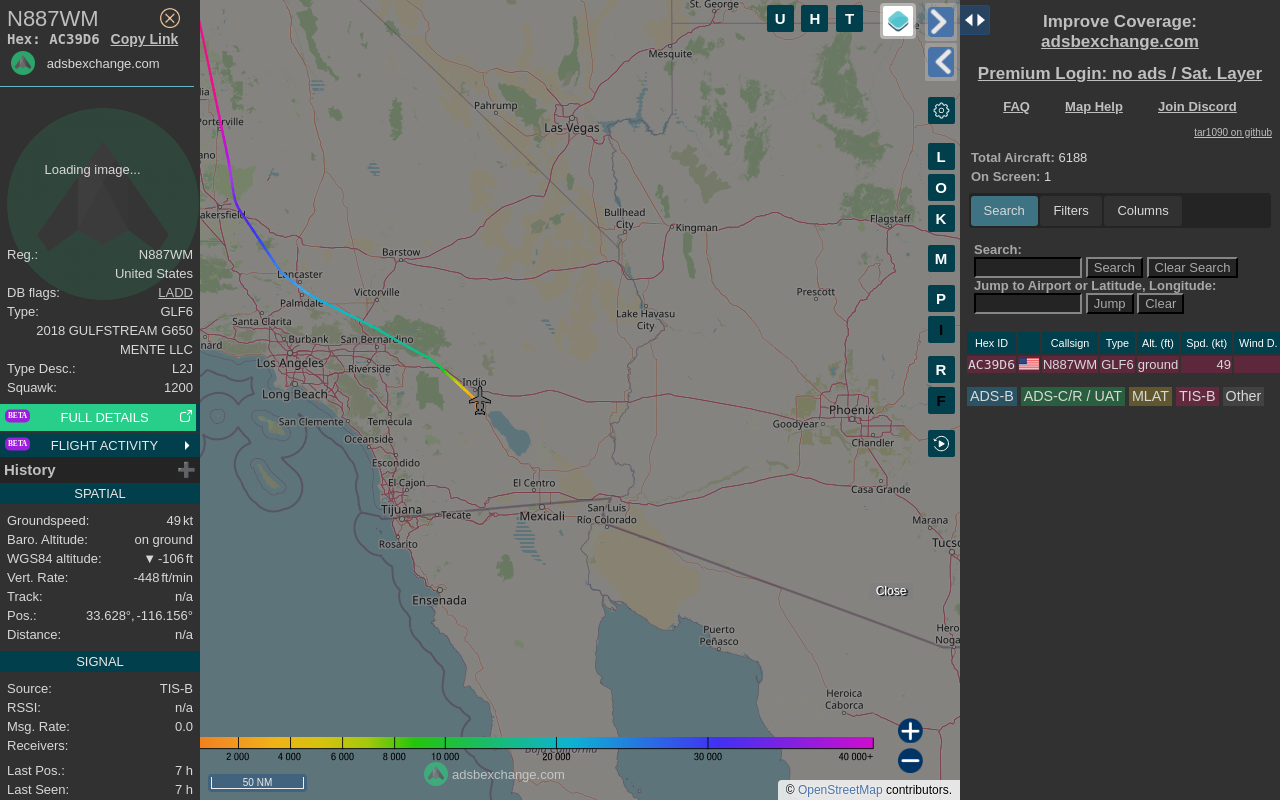 N887WM
Hex: AC39D6 Copy Link
adsbexchange.com
Loading image...
Reg.: N887WM
United States
DB flags: LADD
Type: GLF6
2018 GULFSTREAM G650
MENTE LLC
Type Desc.: L2J
Squawk: 1200
BETA FULL DETAILS
BETA FLIGHT ACTIVITY
History
SPATIAL
Groundspeed: 49 kt
Baro. Altitude: on ground
WGS84 altitude: ▼ -106 ft
Vert. Rate: -448 ft/min
Track: n/a
Pos.: 33.628°, -116.156°
Distance: n/a
SIGNAL
Source: TIS-B
RSSI: n/a
Msg. Rate: 0.0
Receivers:
Last Pos.: 7 h
Last Seen: 7 h
St. George
Mesquite
Pahrump
Las Vegas
Porterville
Bullhead
City
Kingman
Flagstaff
Barstow
Lancaster
Palmdale
Victorville
Prescott
Lake Havasu
City
Santa Clarita
Burbank
San Bernardino
Los Angeles
Riverside
Long Beach
Indio
San Clemente
Temecula
Oceanside
Escondido
Phoenix
Goodyear
Chandler
El Cajon
El Centro
Casa Grande
Tijuana
Tecate
Mexicali
San Luis
Río Colorado
Marana
Rosarito
Ensenada
Close
Puerto
Peñasco
Heroica
Caborca
Baja California
2 000 4 000 6 000 8 000 10 000 20 000 30 000 40 000+
50 NM
adsbexchange.com
© OpenStreetMap contributors.
U H T
L
O
K
M
P
I
R
F
Improve Coverage:
adsbexchange.com
Premium Login: no ads / Sat. Layer
FAQ Map Help Join Discord
tar1090 on github
Total Aircraft: 6188
On Screen: 1
Search Filters Columns
Search:
Search Clear Search
Jump to Airport or Latitude, Longitude:
Jump Clear
Hex ID Callsign Type Alt. (ft) Spd. (kt) Wind D.
AC39D6 N887WM GLF6 ground 49
ADS-B ADS-C/R / UAT MLAT TIS-B Other